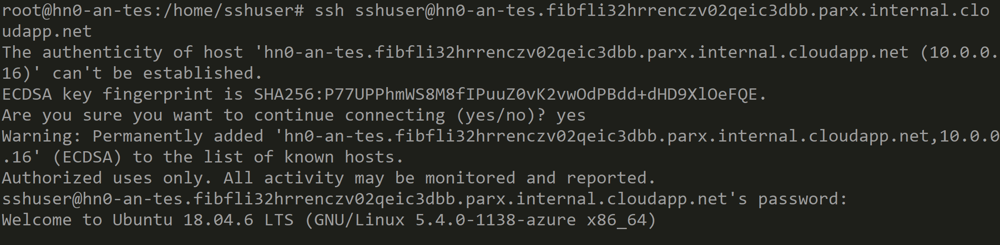 root@hn0-an-tes:/home/sshuser# ssh sshuser@hn0-an-tes.fibfli32hrrenczv02qeic3dbb.parx.internal.clo
udapp.net
The authenticity of host 'hn0-an-tes.fibfli32hrrenczv02qeic3dbb.parx.internal.cloudapp.net (10.0.0.
16)' can't be established.
ECDSA key fingerprint is SHA256:P77UPPhmWS8M8fIPuuZ0vK2vwOdPBdd+dHD9XlOeFQE.
Are you sure you want to continue connecting (yes/no)? yes
Warning: Permanently added 'hn0-an-tes.fibfli32hrrenczv02qeic3dbb.parx.internal.cloudapp.net,10.0.0
.16' (ECDSA) to the list of known hosts.
Authorized uses only. All activity may be monitored and reported.
sshuser@hn0-an-tes.fibfli32hrrenczv02qeic3dbb.parx.internal.cloudapp.net's password:
Welcome to Ubuntu 18.04.6 LTS (GNU/Linux 5.4.0-1138-azure x86_64)